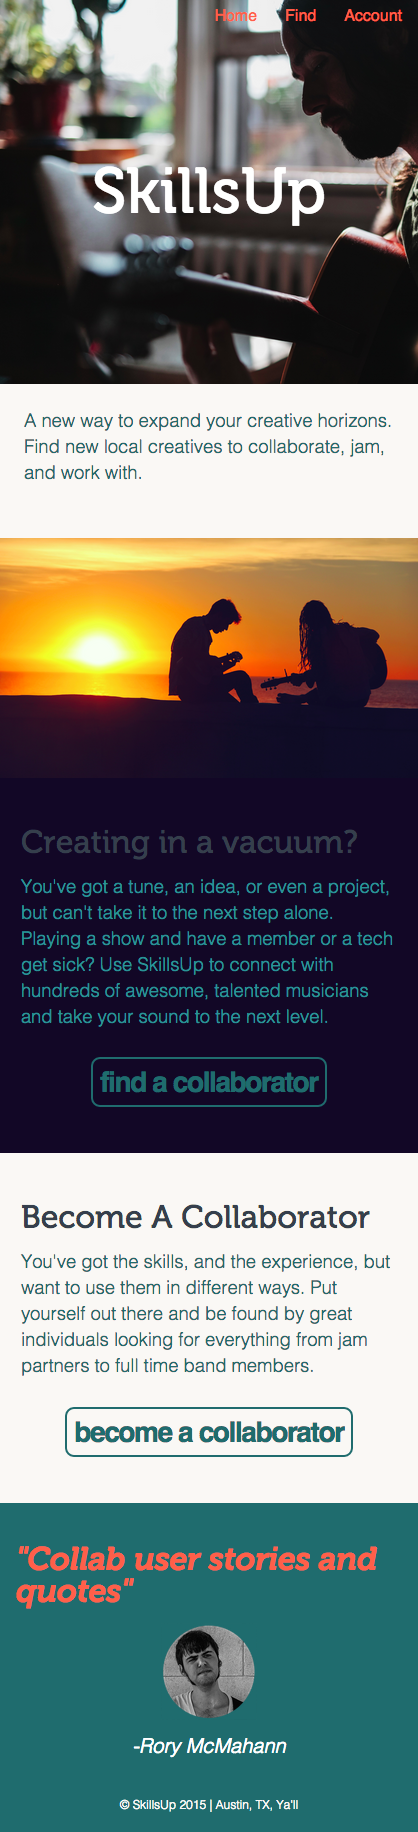 Home Find Account
SkillsUp
A new way to expand your creative horizons.
Find new local creatives to collaborate, jam,
and work with.
Creating in a vacuum?
You've got a tune, an idea, or even a project,
but can't take it to the next step alone.
Playing a show and have a member or a tech
get sick? Use SkillsUp to connect with
hundreds of awesome, talented musicians
and take your sound to the next level.
find a collaborator
Become A Collaborator
You've got the skills, and the experience, but
want to use them in different ways. Put
yourself out there and be found by great
individuals looking for everything from jam
partners to full time band members.
become a collaborator
"Collab user stories and
quotes"
-Rory McMahann
© SkillsUp 2015 | Austin, TX, Ya'll